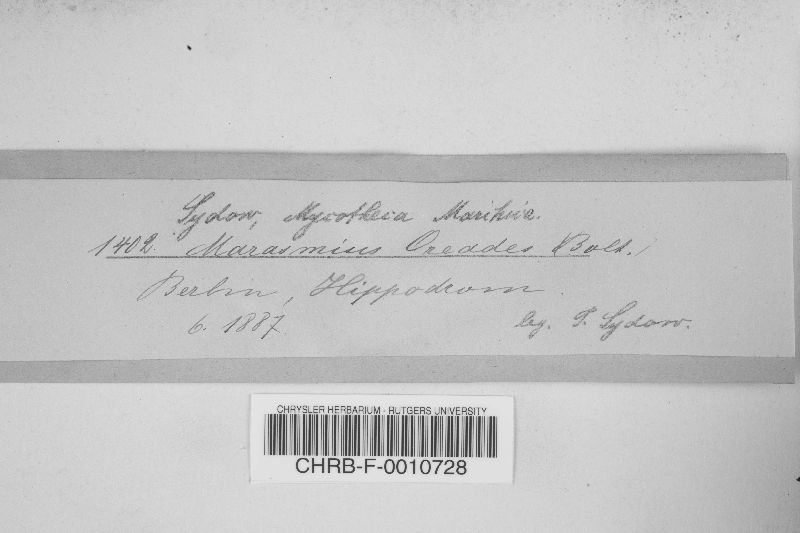 Sydow, Mycotheca Marchica.
1402. Marasmius Oreades (Bolt.)
Berlin, Hippodrom.
6. 1887.
leg. P. Sydow.
CHRYSLER HERBARIUM - RUTGERS UNIVERSITY
CHRB-F-0010728